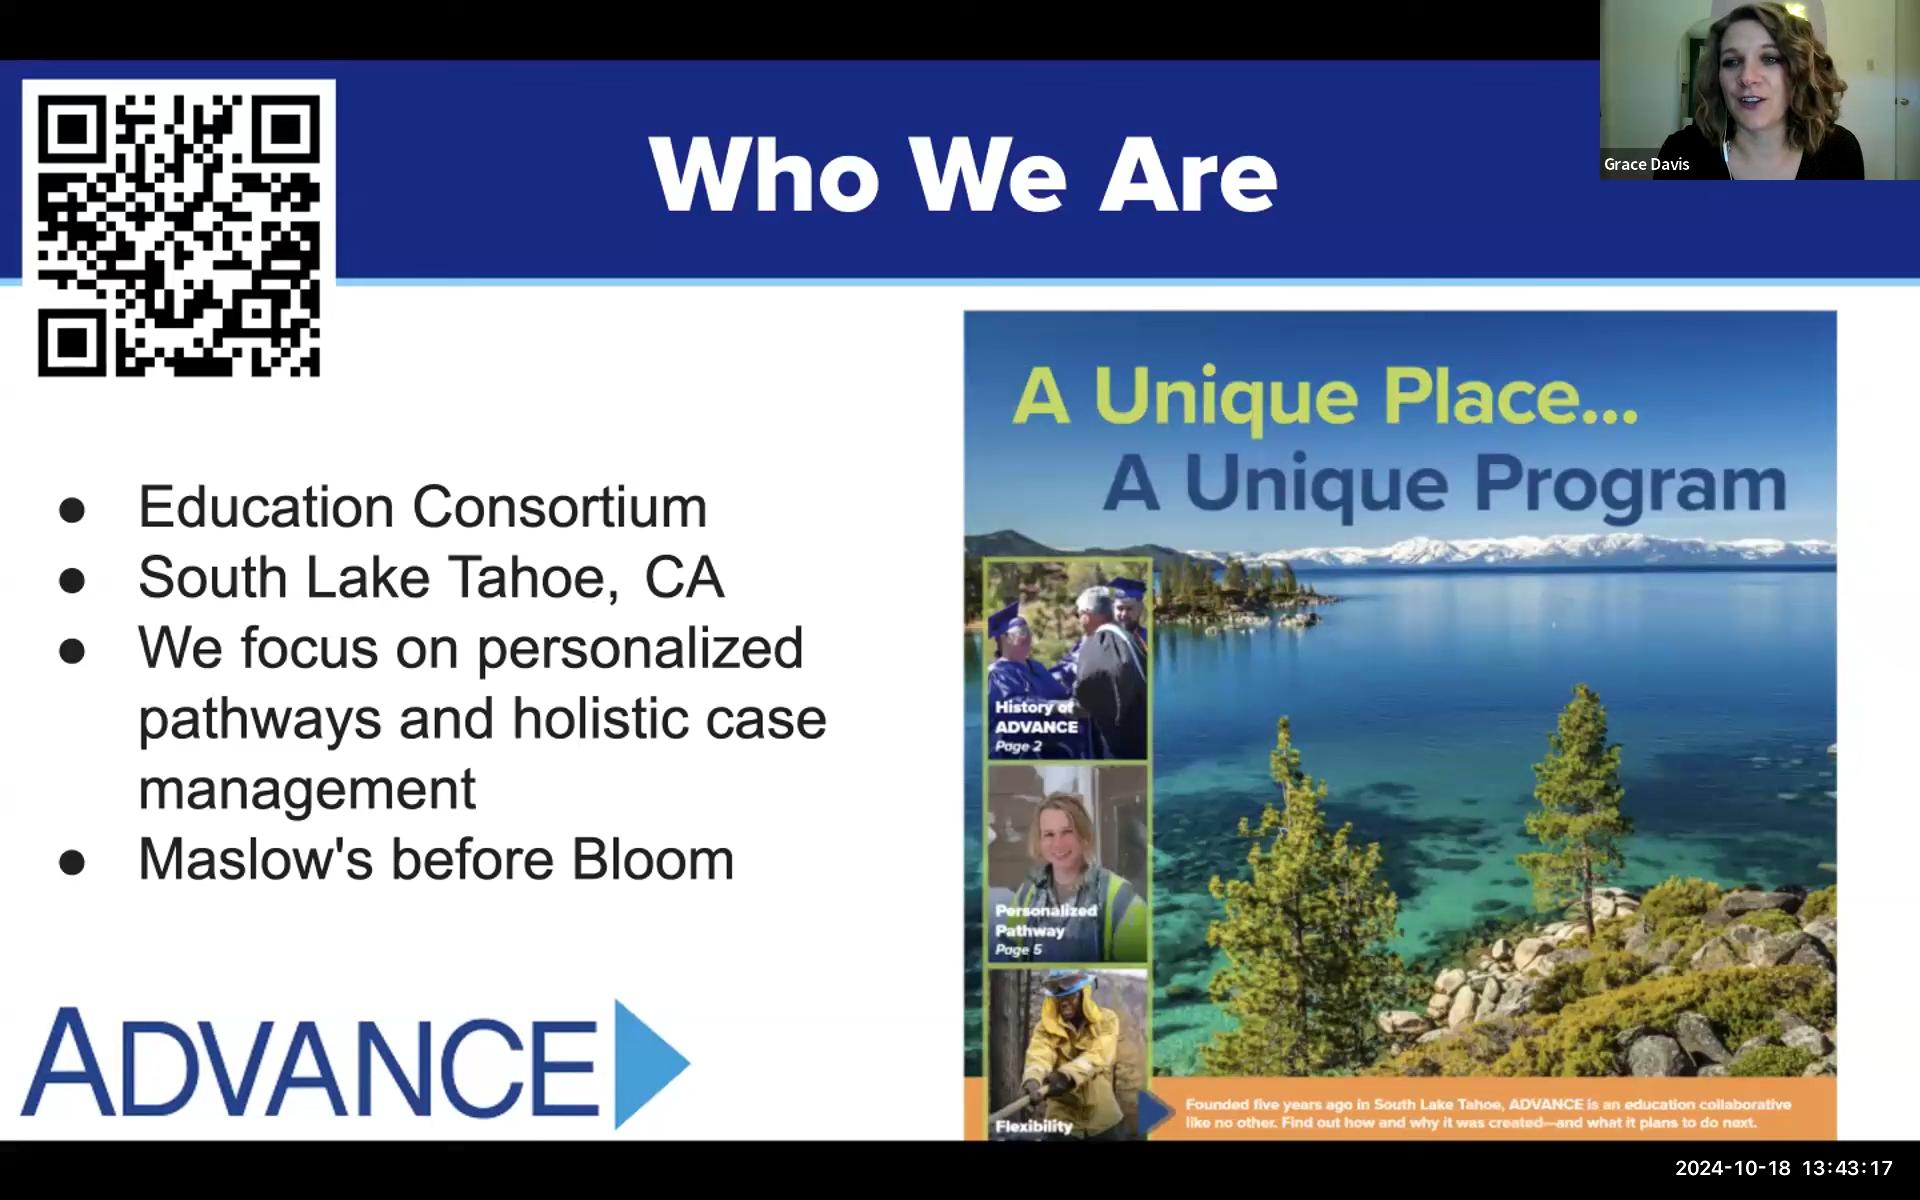 Who We Are
Grace Davis
● Education Consortium
● South Lake Tahoe, CA
● We focus on personalized
pathways and holistic case
management
● Maslow's before Bloom
ADVANCE
A Unique Place...
A Unique Program
History of
ADVANCE
Page 2
Personalized
Pathway
Page 5
Flexibility
Founded five years ago in South Lake Tahoe, ADVANCE is an education collaborative
like no other. Find out how and why it was created—and what it plans to do next.
2024-10-18 13:43:17